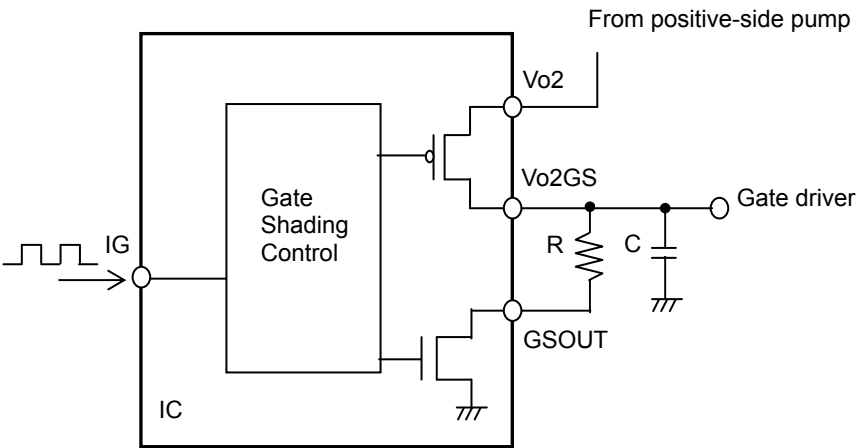 From positive-side pump
Vo2
Vo2GS
Gate driver
Gate
Shading
Control
IG
R
C
GSOUT
IC